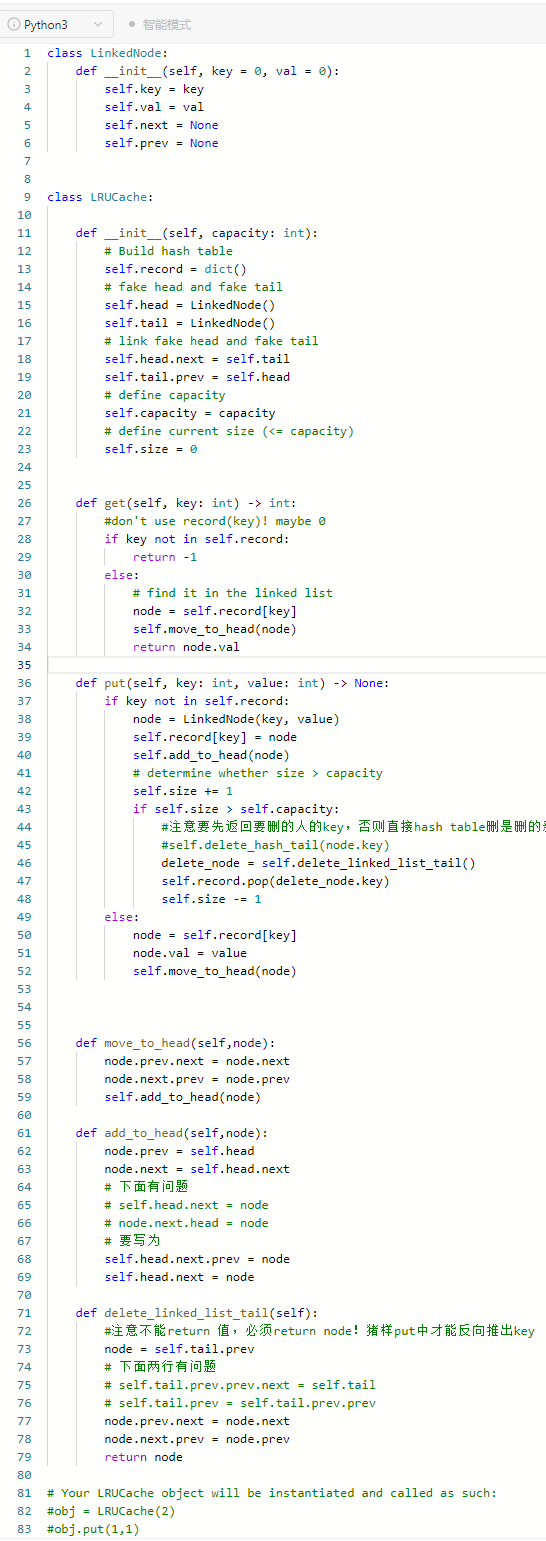 Python3
智能模式
1 class LinkedNode:
2     def __init__(self, key = 0, val = 0):
3         self.key = key
4         self.val = val
5         self.next = None
6         self.prev = None
7
8
9 class LRUCache:
10
11     def __init__(self, capacity: int):
12         # Build hash table
13         self.record = dict()
14         # fake head and fake tail
15         self.head = LinkedNode()
16         self.tail = LinkedNode()
17         # link fake head and fake tail
18         self.head.next = self.tail
19         self.tail.prev = self.head
20         # define capacity
21         self.capacity = capacity
22         # define current size (<= capacity)
23         self.size = 0
24
25
26     def get(self, key: int) -> int:
27         #don't use record(key)! maybe 0
28         if key not in self.record:
29             return -1
30         else:
31             # find it in the linked list
32             node = self.record[key]
33             self.move_to_head(node)
34             return node.val
35
36     def put(self, key: int, value: int) -> None:
37         if key not in self.record:
38             node = LinkedNode(key, value)
39             self.record[key] = node
40             self.add_to_head(node)
41             # determine whether size > capacity
42             self.size += 1
43             if self.size > self.capacity:
44                 #注意要先返回要删的人的key，否则直接hash table删是删的
45                 #self.delete_hash_tail(node.key)
46                 delete_node = self.delete_linked_list_tail()
47                 self.record.pop(delete_node.key)
48                 self.size -= 1
49         else:
50             node = self.record[key]
51             node.val = value
52             self.move_to_head(node)
53
54
55
56     def move_to_head(self,node):
57         node.prev.next = node.next
58         node.next.prev = node.prev
59         self.add_to_head(node)
60
61     def add_to_head(self,node):
62         node.prev = self.head
63         node.next = self.head.next
64         # 下面有问题
65         # self.head.next = node
66         # node.next.head = node
67         # 要写为
68         self.head.next.prev = node
69         self.head.next = node
70
71     def delete_linked_list_tail(self):
72         #注意不能return 值，必须return node！猪样put中才能反向推出key
73         node = self.tail.prev
74         # 下面两行有问题
75         # self.tail.prev.prev.next = self.tail
76         # self.tail.prev = self.tail.prev.prev
77         node.prev.next = node.next
78         node.next.prev = node.prev
79         return node
80
81 # Your LRUCache object will be instantiated and called as such:
82 #obj = LRUCache(2)
83 #obj.put(1,1)